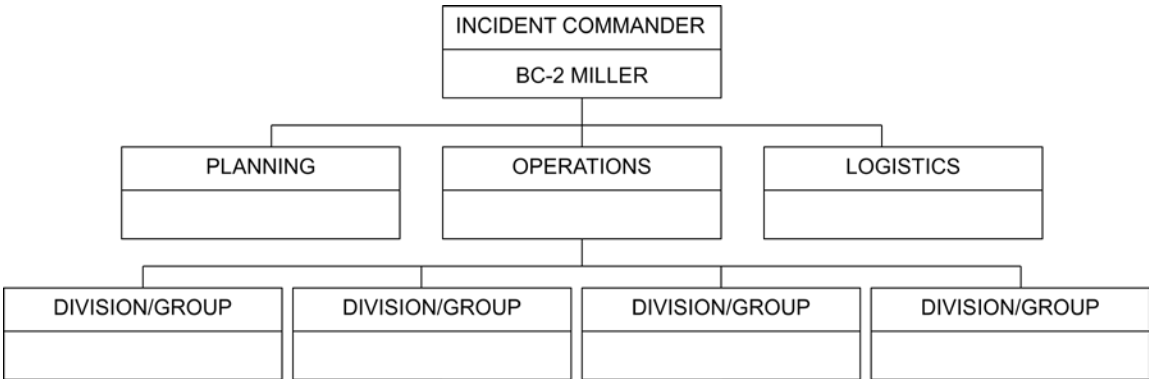 INCIDENT COMMANDER
BC-2 MILLER
PLANNING
OPERATIONS
LOGISTICS
DIVISION/GROUP
DIVISION/GROUP
DIVISION/GROUP
DIVISION/GROUP